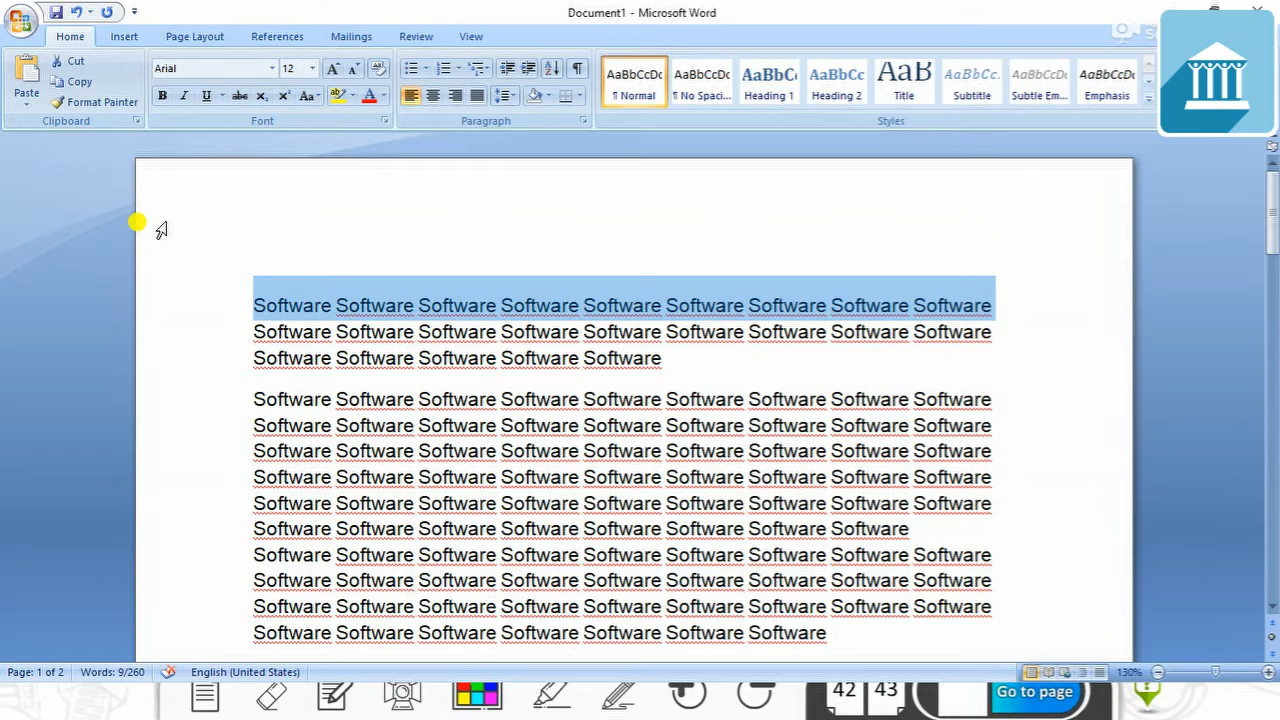 Document1 - Microsoft Word
Home Insert Page Layout References Mailings Review View
Paste
Cut
Copy
Format Painter
Clipboard
Arial 12
Font
Paragraph
AaBbCcDc AaBbCcDc AaBbC AaBbCc AaB AaBbCc. AaBbCcDc AaBbCcDc
¶ Normal ¶ No Spaci... Heading 1 Heading 2 Title Subtitle Subtle Em... Emphasis
Styles
Software Software Software Software Software Software Software Software Software
Software Software Software Software Software Software Software Software Software
Software Software Software Software Software
Software Software Software Software Software Software Software Software Software
Software Software Software Software Software Software Software Software Software
Software Software Software Software Software Software Software Software Software
Software Software Software Software Software Software Software Software Software
Software Software Software Software Software Software Software Software Software
Software Software Software Software Software Software Software Software
Software Software Software Software Software Software Software Software Software
Software Software Software Software Software Software Software Software Software
Software Software Software Software Software Software Software Software Software
Software Software Software Software Software Software Software
Page: 1 of 2 Words: 9/260 English (United States) 130%
42 43 Go to page